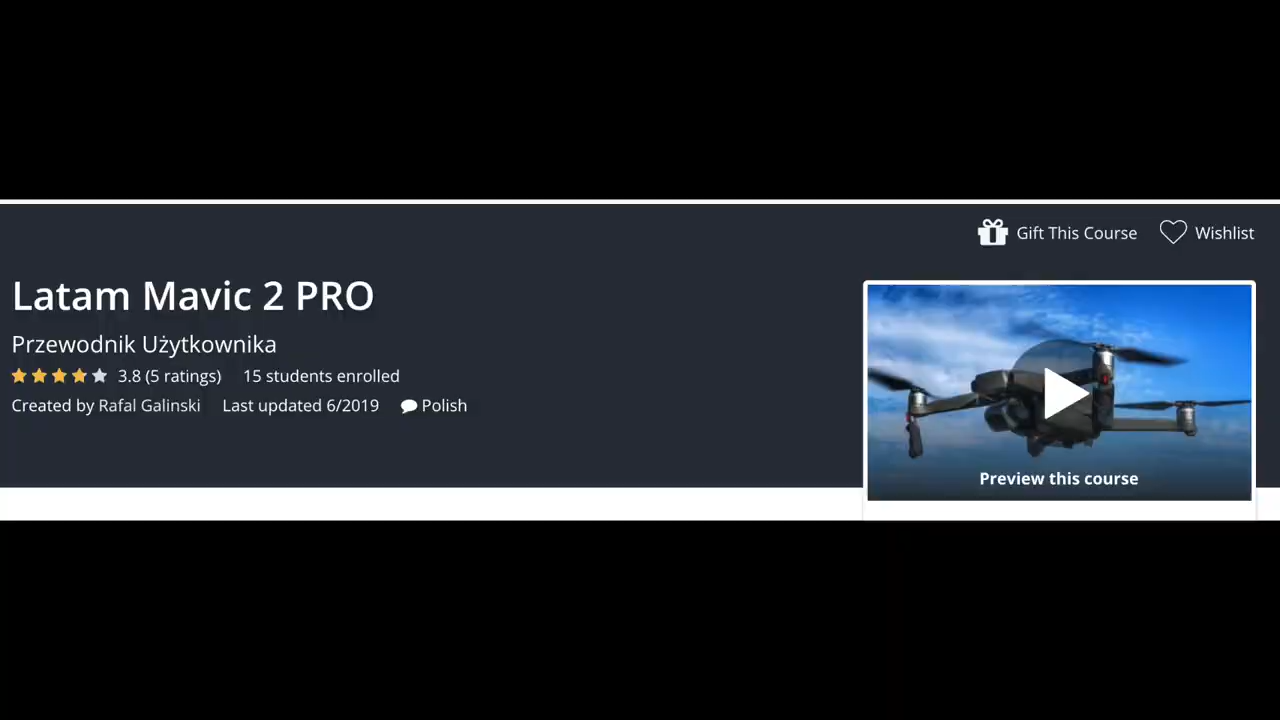 Gift This Course
Wishlist
Latam Mavic 2 PRO
Przewodnik Użytkownika
3.8 (5 ratings) 15 students enrolled
Created by Rafal Galinski Last updated 6/2019 Polish
Preview this course